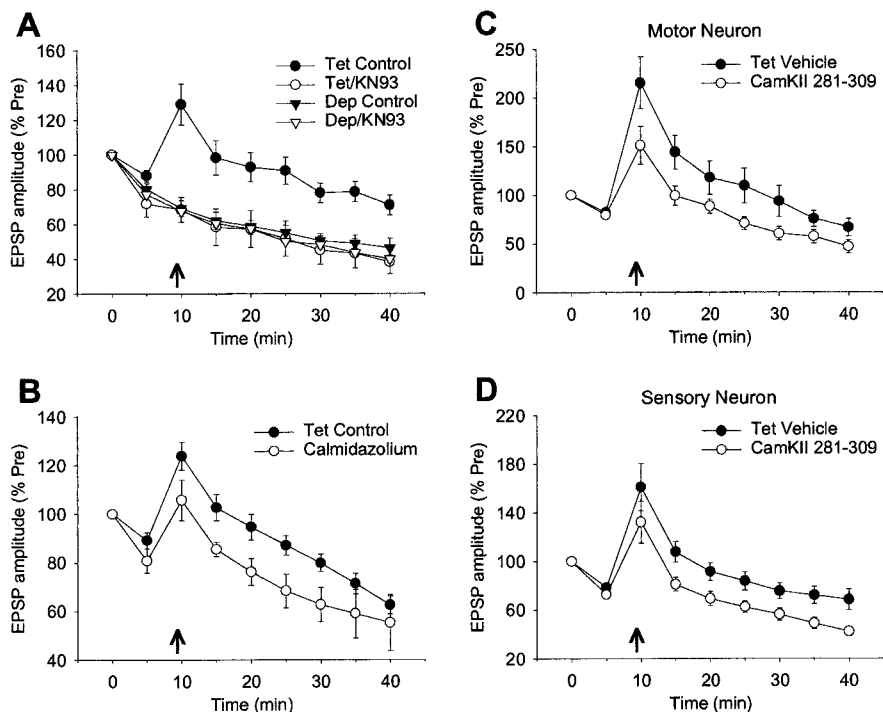 A
Tet Control
Tet/KN93
Dep Control
Dep/KN93
EPSP amplitude (% Pre)
160
140
120
100
80
60
40
20
0 10 20 30 40
Time (min)
B
Tet Control
Calmidazolium
EPSP amplitude (% Pre)
140
120
100
80
60
40
0 10 20 30 40
Time (min)
C
Motor Neuron
Tet Vehicle
CamKII 281-309
EPSP amplitude (% Pre)
250
200
150
100
50
0
0 10 20 30 40
Time (min)
D
Sensory Neuron
Tet Vehicle
CamKII 281-309
EPSP amplitude (% Pre)
220
180
140
100
60
20
0 10 20 30 40
Time (min)